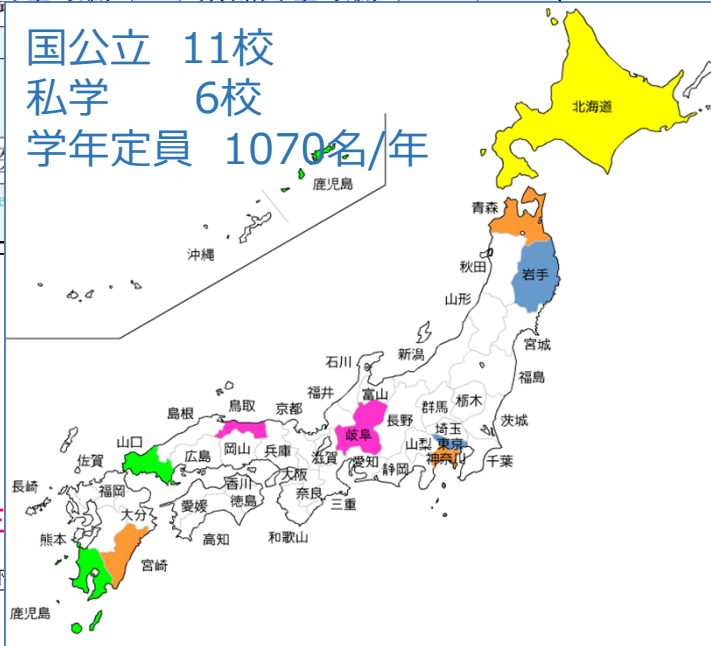 国公立 11校
私学 6校
学年定員 1070名/年
北海道
鹿児島
青森
沖縄
秋田
岩手
山形
宮城
新潟
石川
福島
福井
富山
群馬
栃木
島根
鳥取
京都
長野
茨城
埼玉
山口
岐阜
山梨
東京
佐賀
広島
岡山
兵庫
滋賀
愛知
静岡
神奈川
千葉
長崎
福岡
香川
大阪
奈良
大分
愛媛
徳島
三重
熊本
高知
和歌山
宮崎
鹿児島